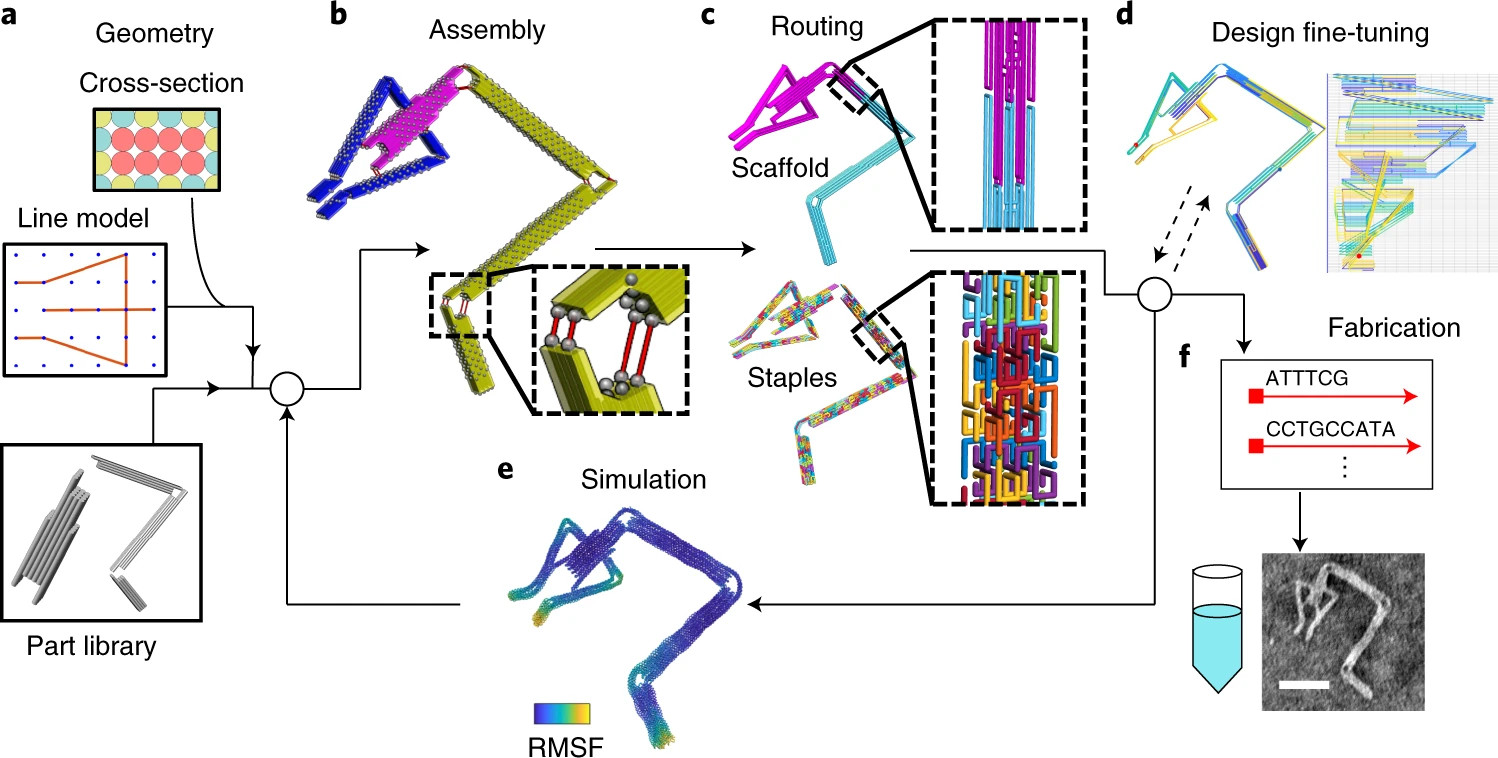 a
Geometry
Cross-section
Line model
Part library
b
Assembly
c
Routing
Scaffold
Staples
d
Design fine-tuning
e
Simulation
RMSF
f
Fabrication
ATTTCG
CCTGCCATA
⋮